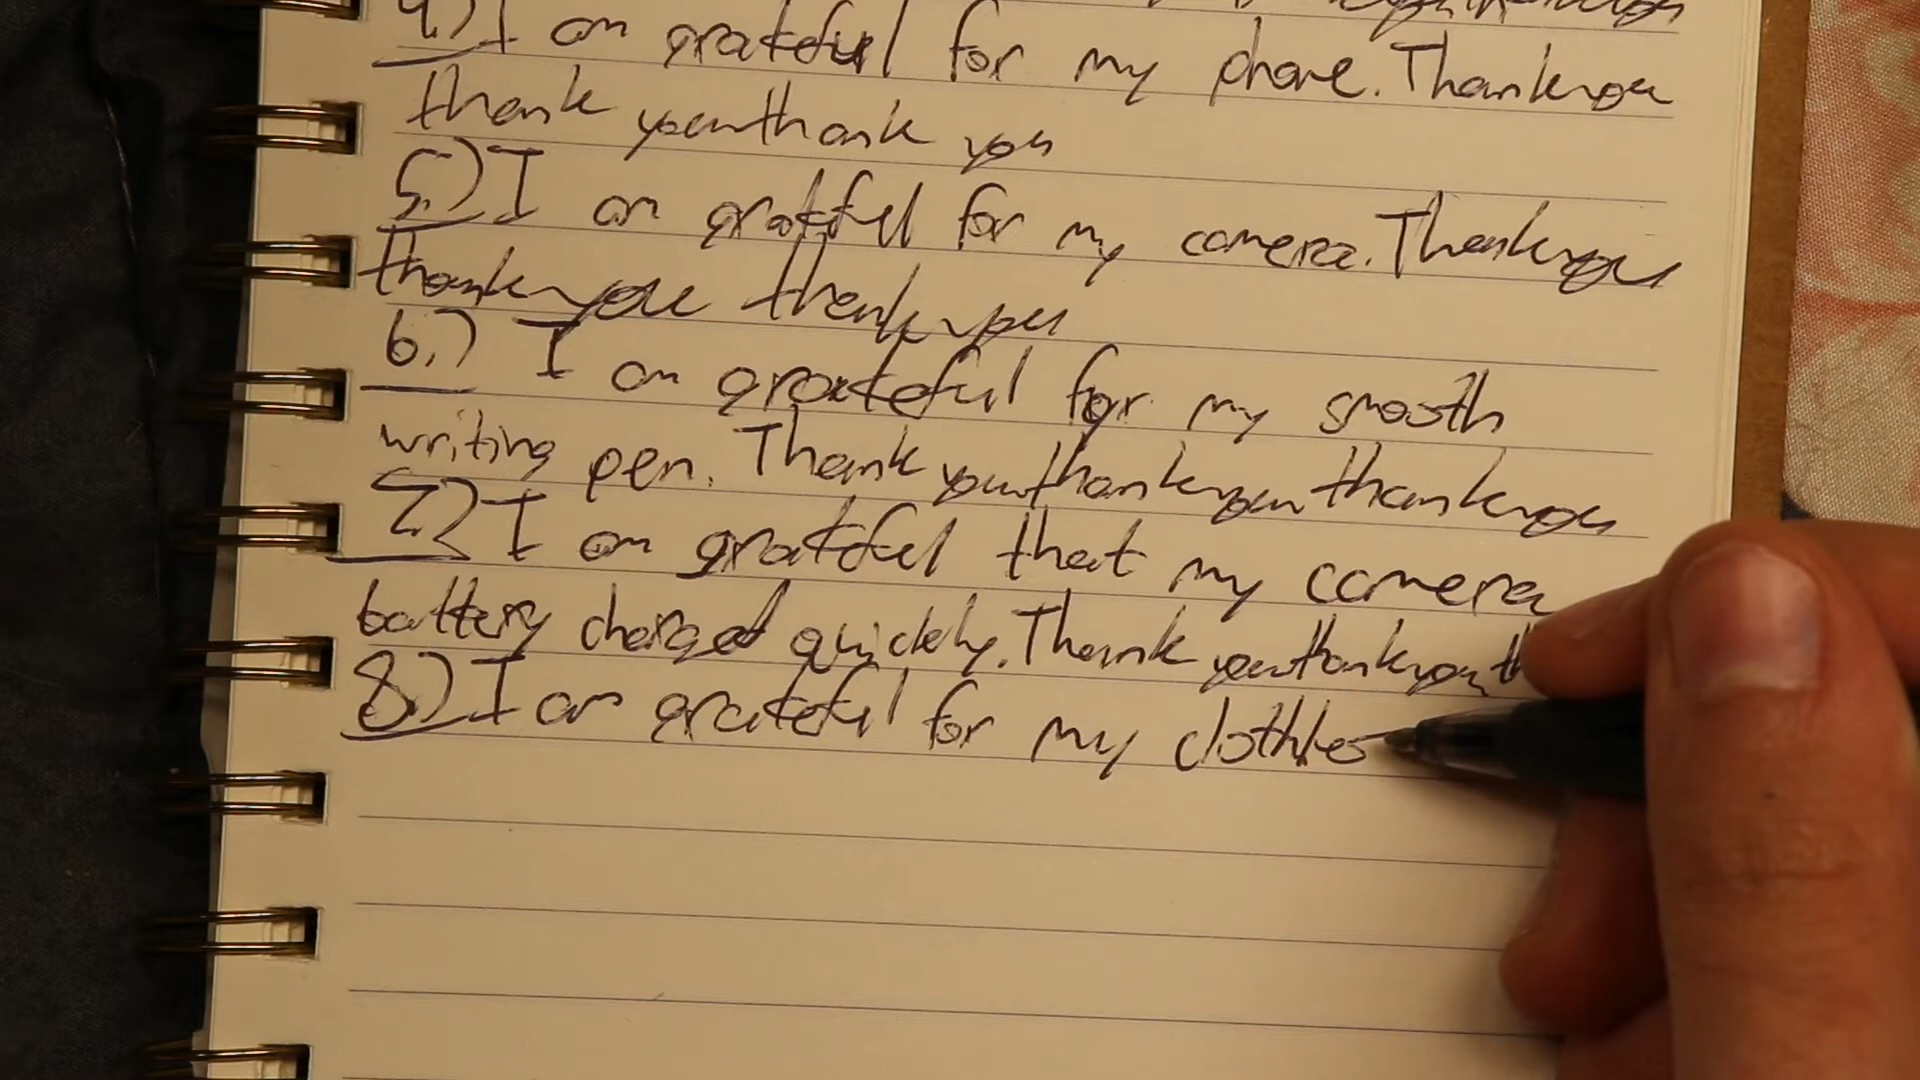 4.) I am grateful for my phone. Thank you
thank you thank you
5.) I am grateful for my camera. Thank you
thank you thank you
6.) I am grateful for my smooth
writing pen. Thank you thank you thank you
7.) I am grateful that my camera
battery charged quickly. Thank you thank you th
8.) I am grateful for my clothes